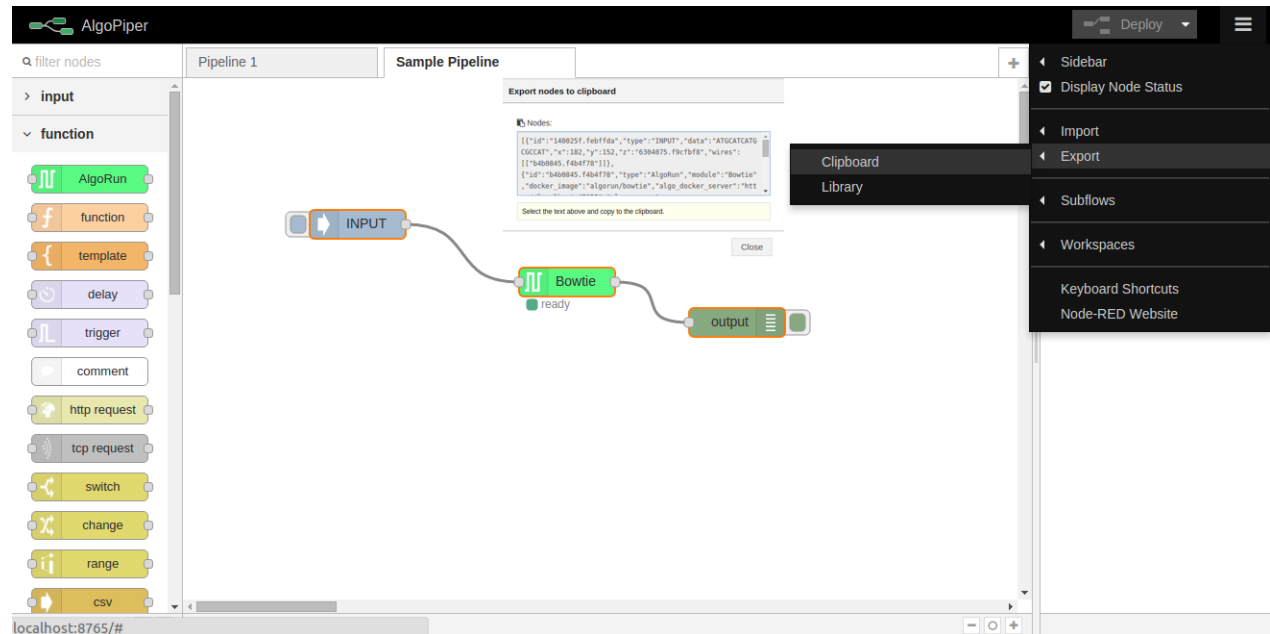 AlgoPiper
Deploy
filter nodes
Pipeline 1
Sample Pipeline
input
function
AlgoRun
function
template
delay
trigger
comment
http request
tcp request
switch
change
range
csv
Export nodes to clipboard
Nodes:
[{"id":"140025f.febffda","type":"INPUT","data":"ATGCATCATG
CGCCAT","x":182,"y":152,"z":"6304075.f9cfbf8","wires":
[["b4b0845.f4b4f78"]]},
{"id":"b4b0845.f4b4f78","type":"AlgoRun","module":"Bowtie"
,"docker_image":"algorun/bowtie","algo_docker_server":"htt
Select the text above and copy to the clipboard.
Close
INPUT
Bowtie
ready
output
Sidebar
Display Node Status
Import
Export
Clipboard
Library
Subflows
Workspaces
Keyboard Shortcuts
Node-RED Website
localhost:8765/#